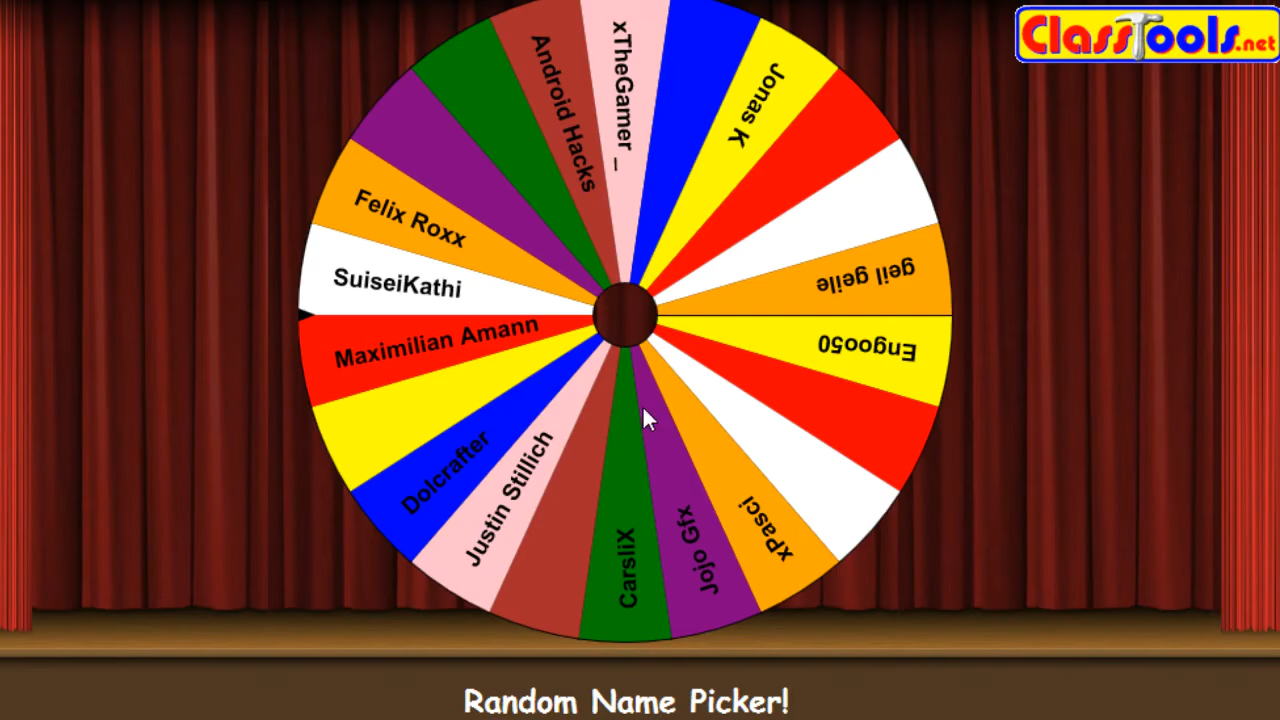 ClassTools.net
xTheGamer _
Jonas K
Android Hacks
Felix Roxx
geil geile
SuiseiKathi
Maximilian Amann
Engoo50
Dolcrafter
Justin Stillich
xPasci
Jojo Gfx
CarsliX
Random Name Picker!